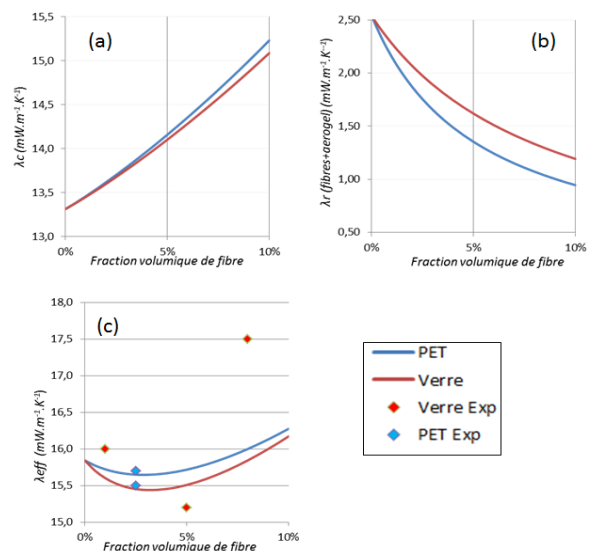 (a)
15,5
15,0
14,5
14,0
13,5
13,0
λc (mW.m⁻¹.K⁻¹)
0%
5%
10%
Fraction volumique de fibre
(b)
2,50
2,00
1,50
1,00
0,50
λr (fibres+aerogel) (mW.m⁻¹.K⁻¹)
0%
5%
10%
Fraction volumique de fibre
(c)
18,0
17,5
17,0
16,5
16,0
15,5
15,0
λeff (mW.m⁻¹.K⁻¹)
0%
5%
10%
Fraction volumique de fibre
PET
Verre
Verre Exp
PET Exp